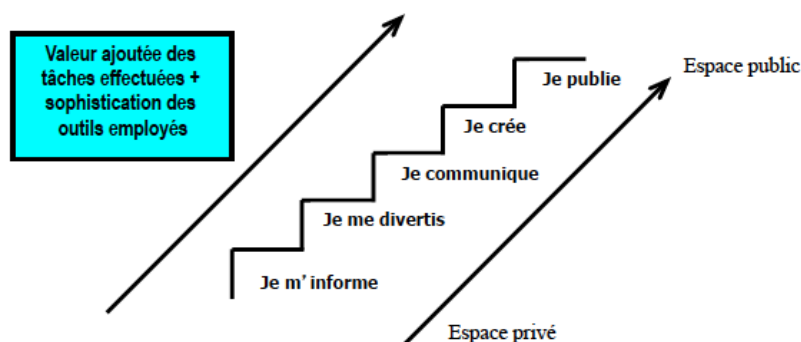 Valeur ajoutée des
tâches effectuées +
sophistication des
outils employés
Espace public
Je publie
Je crée
Je communique
Je me divertis
Je m' informe
Espace privé